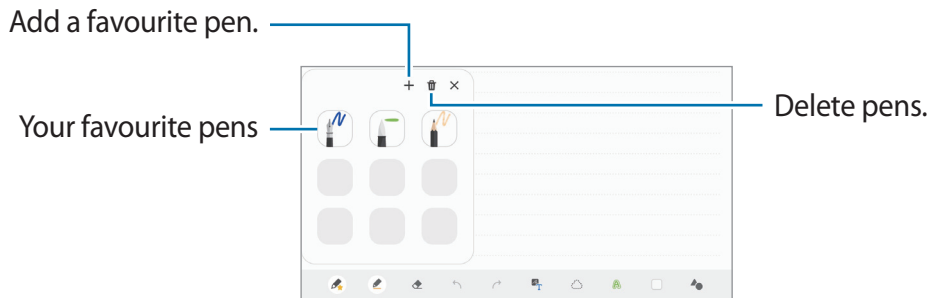 Add a favourite pen.
Delete pens.
Your favourite pens